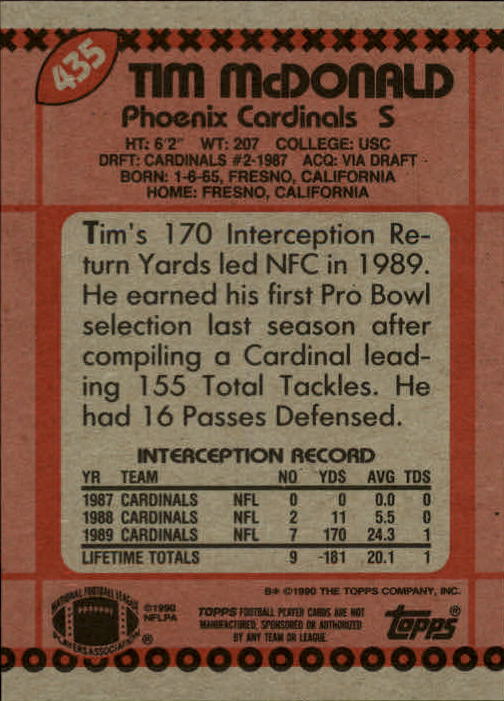 435
TIM McDONALD
Phoenix Cardinals S
HT: 6'2" WT: 207 COLLEGE: USC
DRFT: CARDINALS #2-1987 ACQ: VIA DRAFT
BORN: 1-6-65, FRESNO, CALIFORNIA
HOME: FRESNO, CALIFORNIA
Tim's 170 Interception Re-
turn Yards led NFC in 1989.
He earned his first Pro Bowl
selection last season after
compiling a Cardinal lead-
ing 155 Total Tackles. He
had 16 Passes Defensed.
INTERCEPTION RECORD
YR TEAM NO YDS AVG TDS
1987 CARDINALS NFL 0 0 0.0 0
1988 CARDINALS NFL 2 11 5.5 0
1989 CARDINALS NFL 7 170 24.3 1
LIFETIME TOTALS 9 -181 20.1 1
B* ©1990 THE TOPPS COMPANY, INC.
NATIONAL FOOTBALL LEAGUE
PLAYERS ASSOCIATION ®
©1990
NFLPA
TOPPS FOOTBALL PLAYER CARDS ARE NOT
MANUFACTURED, SPONSORED OR AUTHORIZED
BY ANY TEAM OR LEAGUE.
topps ®